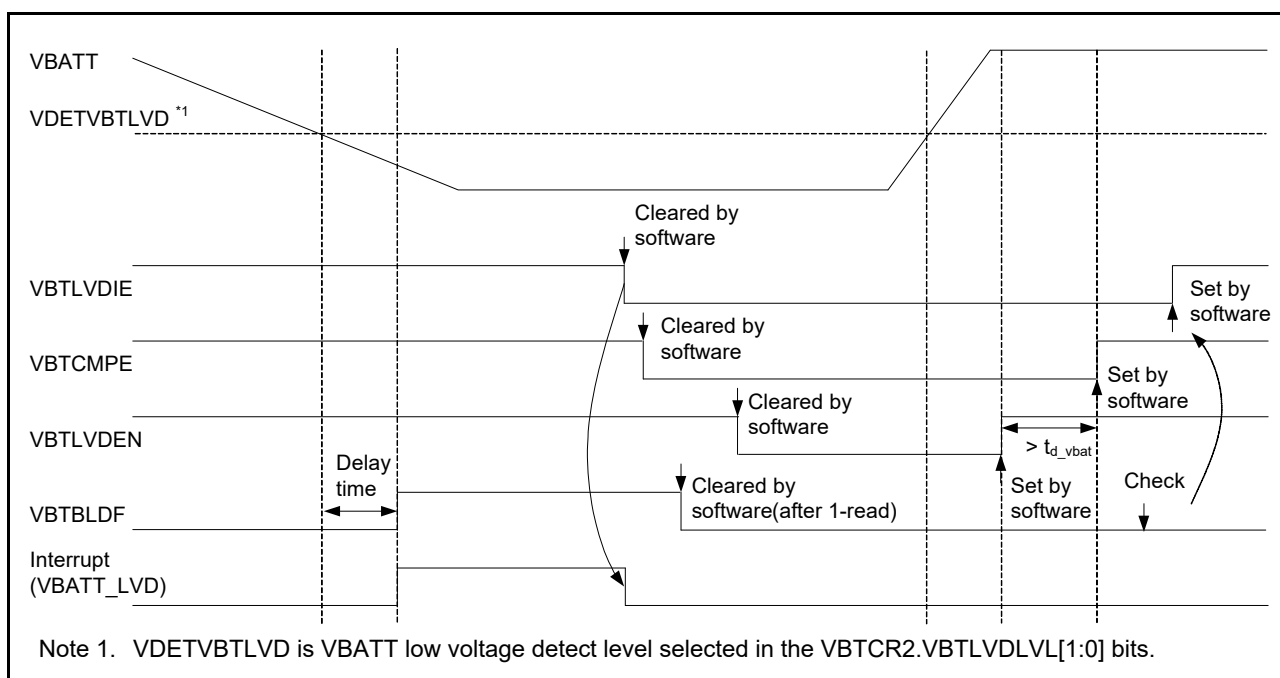 VBATT
VDETVBTLVD *1
Cleared by
software
VBTLVDIE
Set by
software
Cleared by
software
VBTCMPE
Set by
software
Cleared by
software
VBTLVDEN
> td_vbat
Delay
time
Cleared by
software(after 1-read)
Set by
software
Check
VBTBLDF
Interrupt
(VBATT_LVD)
Note 1. VDETVBTLVD is VBATT low voltage detect level selected in the VBTCR2.VBTLVDLVL[1:0] bits.